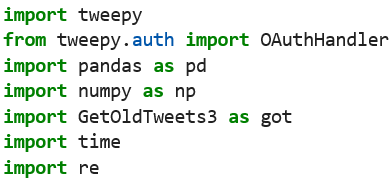 import tweepy
from tweepy.auth import OAuthHandler
import pandas as pd
import numpy as np
import GetOldTweets3 as got
import time
import re